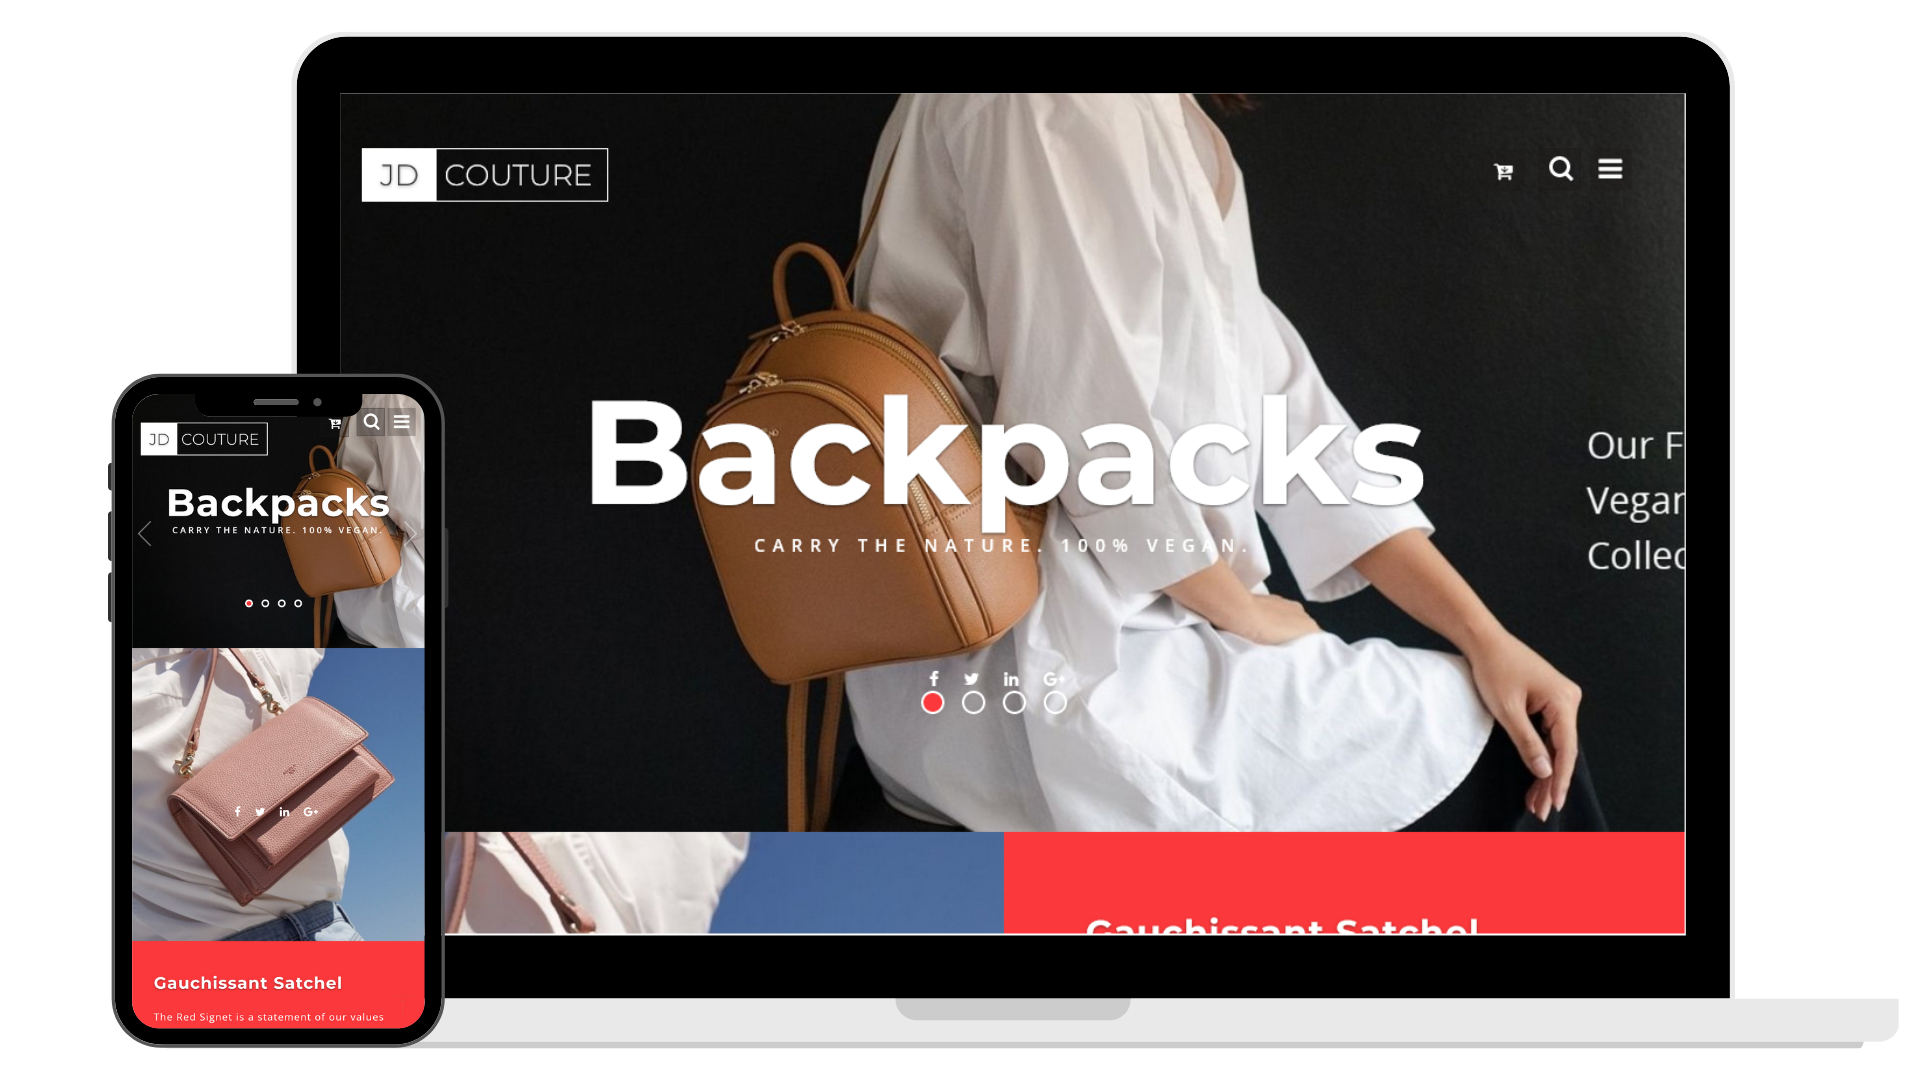 JD COUTURE
Backpacks
CARRY THE NATURE. 100% VEGAN.
Our F
Vegan
Collec
Gauchissant Satchel
JD COUTURE
Backpacks
CARRY THE NATURE. 100% VEGAN.
Gauchissant Satchel
The Red Signet is a statement of our values